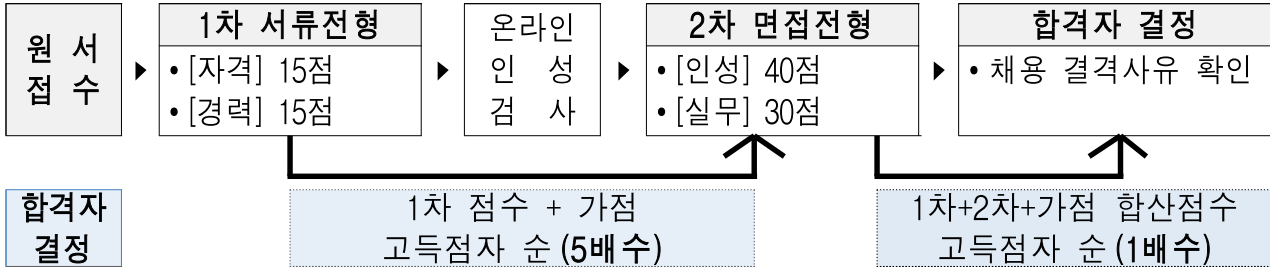 원 서
접 수
1차 서류전형
• [자격] 15점
• [경력] 15점
온라인
인 성
검 사
2차 면접전형
• [인성] 40점
• [실무] 30점
합격자 결정
• 채용 결격사유 확인
합격자
결정
1차 점수 + 가점
고득점자 순 (5배수)
1차+2차+가점 합산점수
고득점자 순 (1배수)